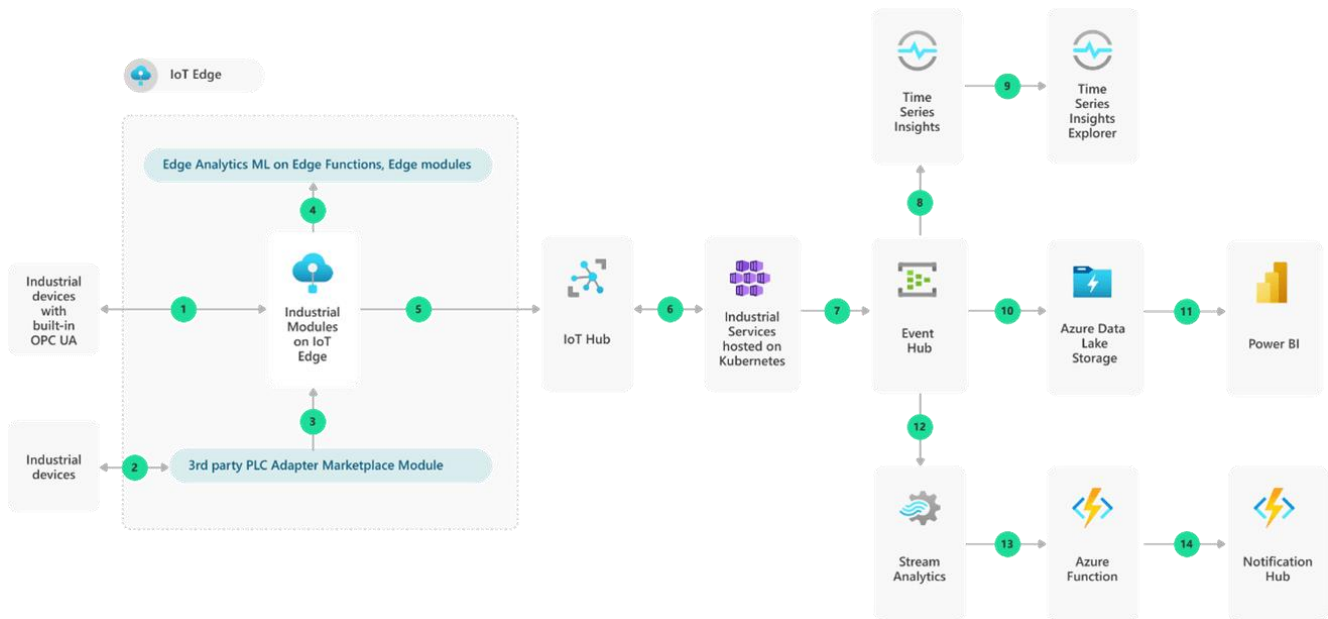 IoT Edge
Edge Analytics ML on Edge Functions, Edge modules
4
Industrial
devices
with
built-in
OPC UA
1
Industrial
Modules
on IoT
Edge
5
3
Industrial
devices
2
3rd party PLC Adapter Marketplace Module
IoT Hub
6
Industrial
Services
hosted on
Kubernetes
7
Event
Hub
8
Time
Series
Insights
9
Time
Series
Insights
Explorer
10
Azure Data
Lake
Storage
11
Power BI
12
Stream
Analytics
13
Azure
Function
14
Notification
Hub